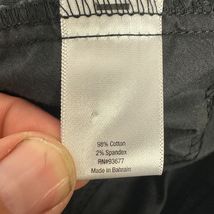 98% Cotton
2% Spandex
RN#93677
Made in Bahrain